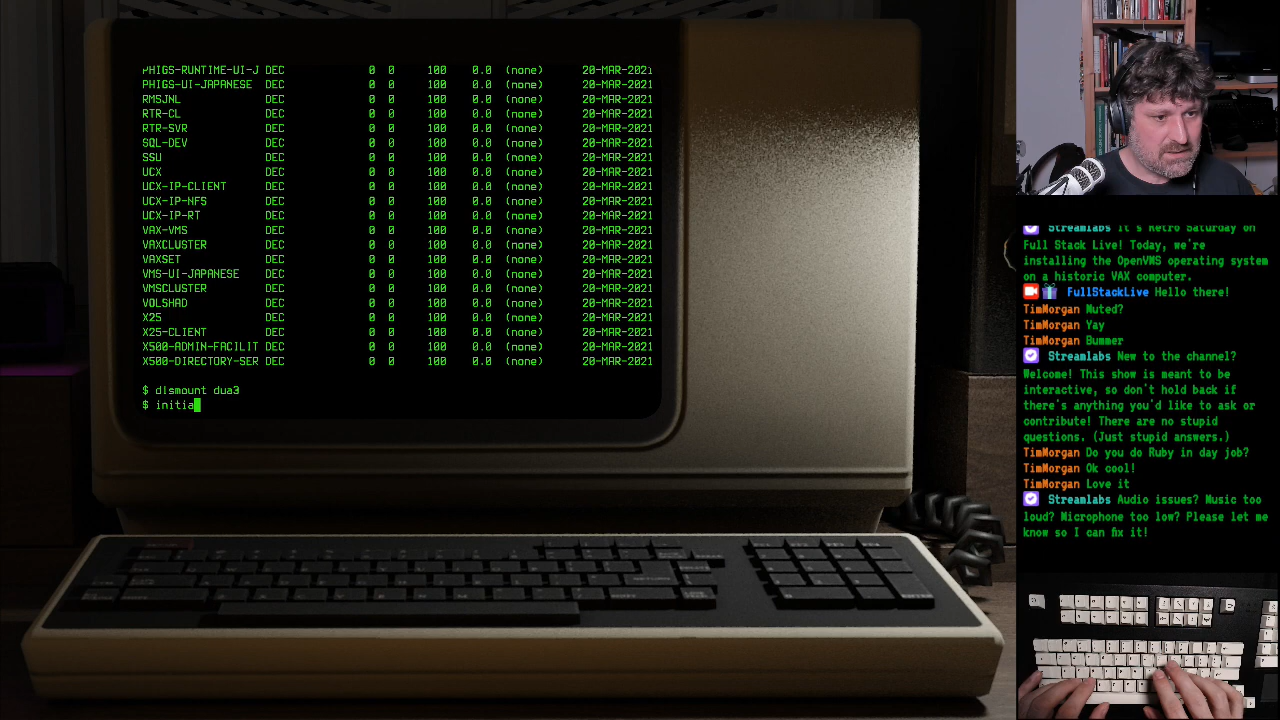 PHIGS-RUNTIME-UI-J DEC 0 0 100 0.0 (none) 20-MAR-2021
PHIGS-UI-JAPANESE DEC 0 0 100 0.0 (none) 20-MAR-2021
RMSJNL DEC 0 0 100 0.0 (none) 20-MAR-2021
RTR-CL DEC 0 0 100 0.0 (none) 20-MAR-2021
RTR-SVR DEC 0 0 100 0.0 (none) 20-MAR-2021
SQL-DEV DEC 0 0 100 0.0 (none) 20-MAR-2021
SSU DEC 0 0 100 0.0 (none) 20-MAR-2021
UCX DEC 0 0 100 0.0 (none) 20-MAR-2021
UCX-IP-CLIENT DEC 0 0 100 0.0 (none) 20-MAR-2021
UCX-IP-NFS DEC 0 0 100 0.0 (none) 20-MAR-2021
UCX-IP-RT DEC 0 0 100 0.0 (none) 20-MAR-2021
VAX-VMS DEC 0 0 100 0.0 (none) 20-MAR-2021
VAXCLUSTER DEC 0 0 100 0.0 (none) 20-MAR-2021
VAXSET DEC 0 0 100 0.0 (none) 20-MAR-2021
VMS-UI-JAPANESE DEC 0 0 100 0.0 (none) 20-MAR-2021
VMSCLUSTER DEC 0 0 100 0.0 (none) 20-MAR-2021
VOLSHAD DEC 0 0 100 0.0 (none) 20-MAR-2021
X25 DEC 0 0 100 0.0 (none) 20-MAR-2021
X25-CLIENT DEC 0 0 100 0.0 (none) 20-MAR-2021
X500-ADMIN-FACILIT DEC 0 0 100 0.0 (none) 20-MAR-2021
X500-DIRECTORY-SER DEC 0 0 100 0.0 (none) 20-MAR-2021
$ dismount dua3
$ initia
Streamlabs It's Retro Saturday on
Full Stack Live! Today, we're
installing the OpenVMS operating system
on a historic VAX computer.
FullStackLive Hello there!
TimMorgan Muted?
TimMorgan Yay
TimMorgan Bummer
Streamlabs New to the channel?
Welcome! This show is meant to be
interactive, so don't hold back if
there's anything you'd like to ask or
contribute! There are no stupid
questions. (Just stupid answers.)
TimMorgan Do you do Ruby in day job?
TimMorgan Ok cool!
TimMorgan Love it
Streamlabs Audio issues? Music too
loud? Microphone too low? Please let me
know so I can fix it!